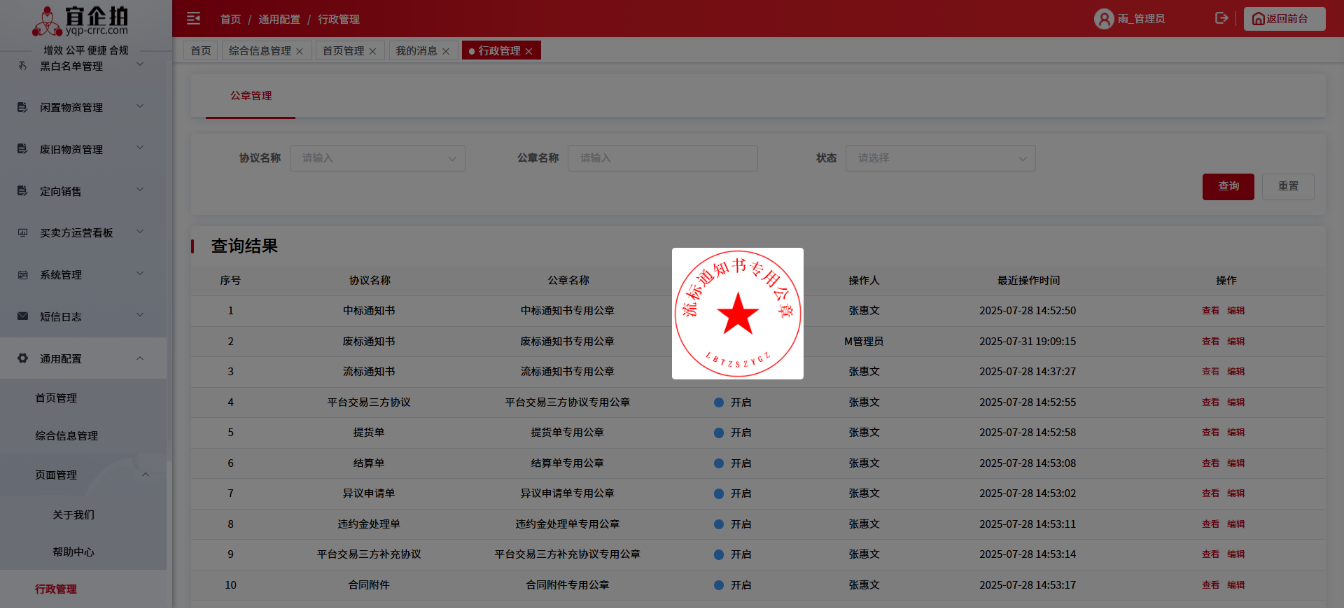 宜企拍
yqp-crrc.com
增效 公平 便捷 合规
黑白名单管理
闲置物资管理
废旧物资管理
定向销售
买卖方运营看板
系统管理
短信日志
通用配置
首页管理
综合信息管理
页面管理
关于我们
帮助中心
行政管理
首页 / 通用配置 / 行政管理
雨_管理员
返回前台
首页 综合信息管理 首页管理 我的消息 行政管理
公章管理
协议名称 请输入 公章名称 请输入 状态 请选择
查询 重置
查询结果
序号 协议名称 公章名称 操作人 最近操作时间 操作
1 中标通知书 中标通知书专用公章 张惠文 2025-07-28 14:52:50 查看 编辑
2 废标通知书 废标通知书专用公章 M管理员 2025-07-31 19:09:15 查看 编辑
3 流标通知书 流标通知书专用公章 张惠文 2025-07-28 14:37:27 查看 编辑
4 平台交易三方协议 平台交易三方协议专用公章 开启 张惠文 2025-07-28 14:52:55 查看 编辑
5 提货单 提货单专用公章 开启 张惠文 2025-07-28 14:52:58 查看 编辑
6 结算单 结算单专用公章 开启 张惠文 2025-07-28 14:53:08 查看 编辑
7 异议申请单 异议申请单专用公章 开启 张惠文 2025-07-28 14:53:02 查看 编辑
8 违约金处理单 违约金处理单专用公章 开启 张惠文 2025-07-28 14:53:11 查看 编辑
9 平台交易三方补充协议 平台交易三方补充协议专用公章 开启 张惠文 2025-07-28 14:53:14 查看 编辑
10 合同附件 合同附件专用公章 开启 张惠文 2025-07-28 14:53:17 查看 编辑
流标通知书专用公章
LBTZSZYGZ